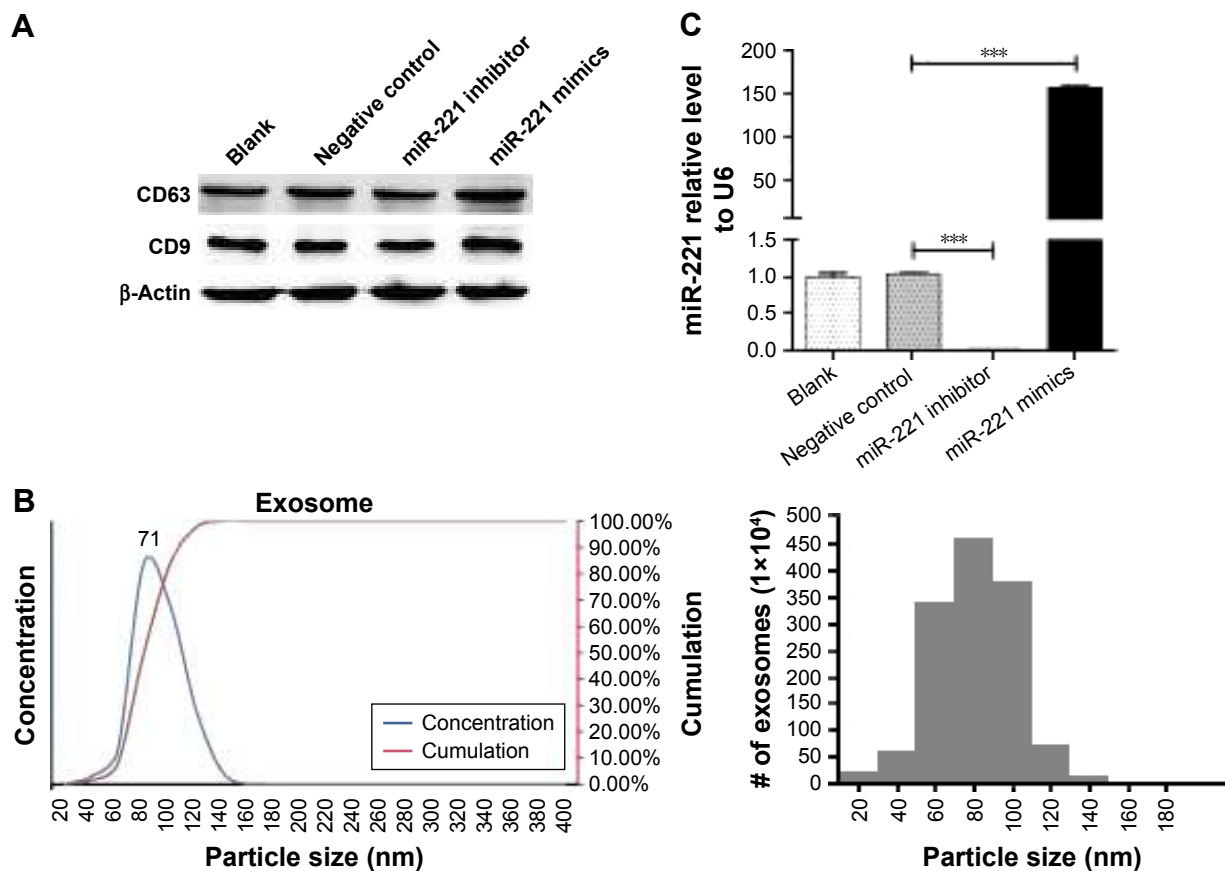 A
Blank
Negative control
miR-221 inhibitor
miR-221 mimics
CD63
CD9
β-Actin
C
miR-221 relative level
to U6
200
150
100
50
1.5
1.0
0.5
0.0
***
***
Blank
Negative control
miR-221 inhibitor
miR-221 mimics
B
Exosome
71
Concentration
Cumulation
100.00%
90.00%
80.00%
70.00%
60.00%
50.00%
40.00%
30.00%
20.00%
10.00%
0.00%
Concentration
Cumulation
20 40 60 80 100 120 140 160 180 200 220 240 260 280 300 320 340 360 380 400
Particle size (nm)
# of exosomes (1×10⁴)
500
450
400
350
300
250
200
150
100
50
0
20 40 60 80 100 120 140 160 180
Particle size (nm)